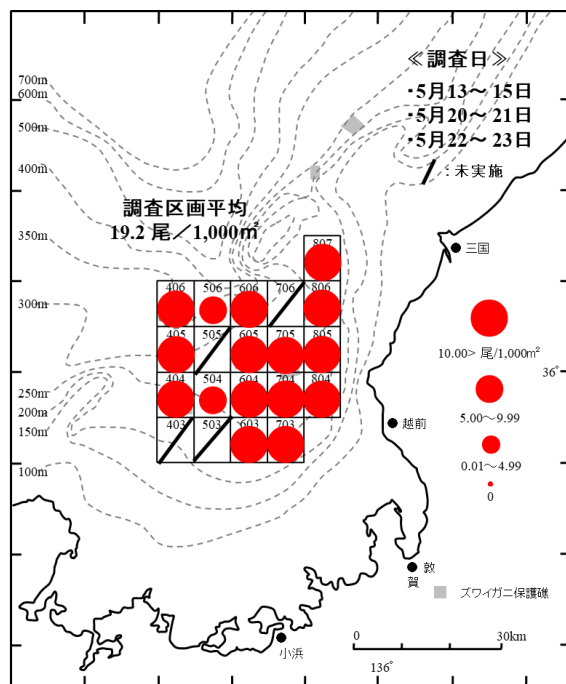 ≪調査日≫
・5月13～15日
・5月20～21日
・5月22～23日
：未実施
700m
600m
500m
400m
350m
300m
250m
200m
150m
100m
調査区画平均
19.2 尾／1,000㎡
807
406 506 606 706 806
405 505 605 705 805
404 504 604 704 804
403 503 603 703
三国
10.00> 尾/1,000m²
36°
5.00～9.99
越前
0.01～4.99
0
敦
賀
ズワイガニ保護礁
小浜
0 30km
136°